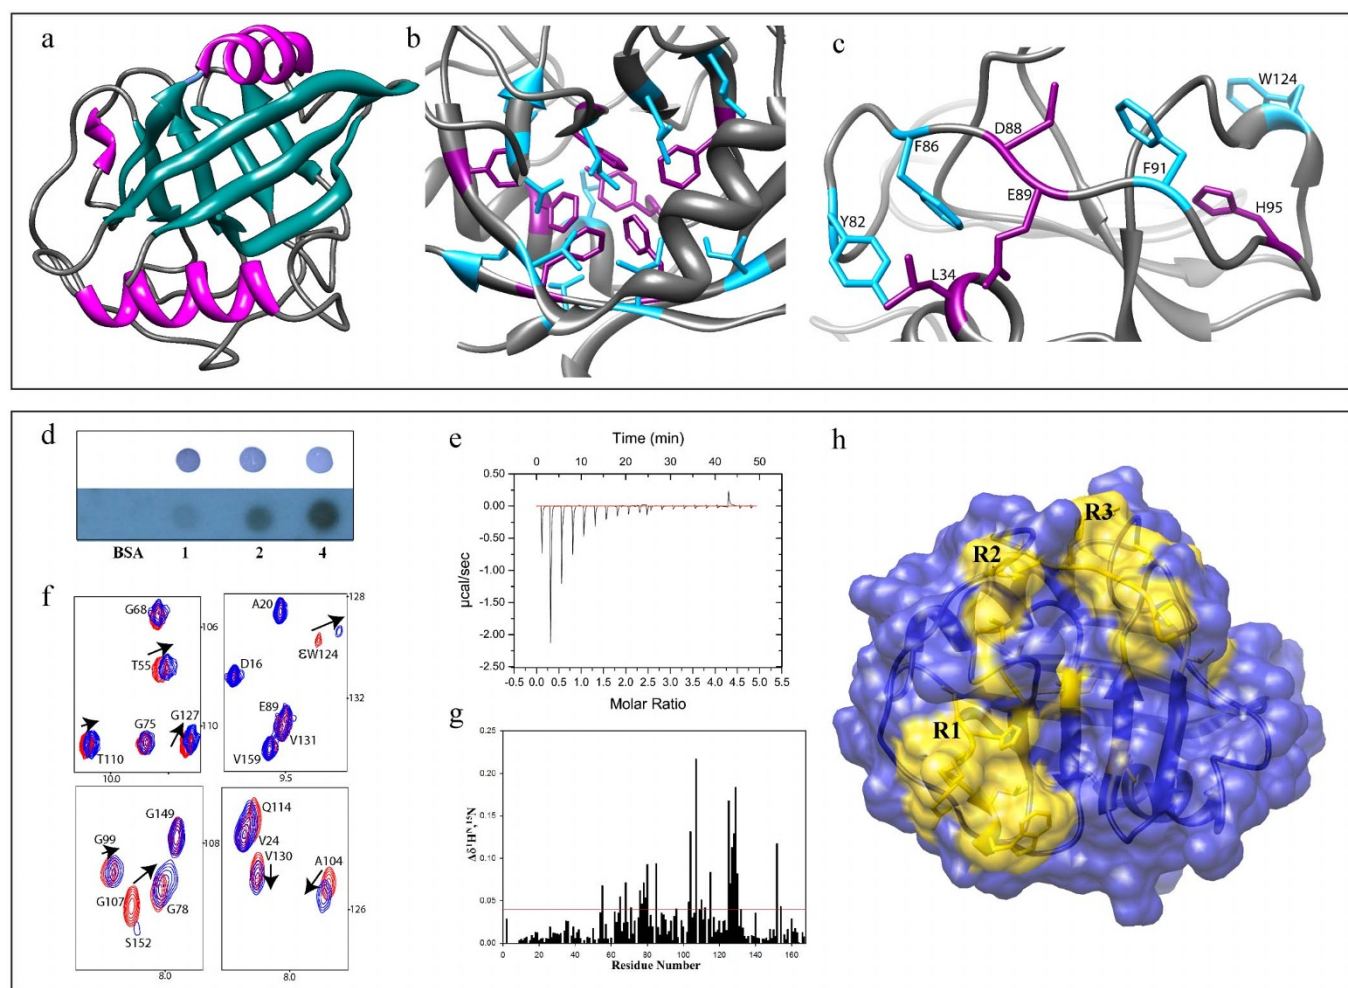 a
b
c
W124
D88
F86
F91
E89
H95
Y82
L34
d
BSA 1 2 4
e
Time (min)
0 10 20 30 40 50
0.50
0.00
-0.50
-1.00
-1.50
-2.00
-2.50
µcal/sec
-0.5 0.0 0.5 1.0 1.5 2.0 2.5 3.0 3.5 4.0 4.5 5.0 5.5
Molar Ratio
f
G68
106
T55
G75
G127
110
T110
10.0
A20
128
εW124
D16
132
E89
V131
V159
9.5
G149
G99
108
G107
G78
S152
8.0
Q114
V24
V130
A104
126
8.0
g
0.25
0.20
0.15
0.10
0.05
0.00
Δδ¹Hᴺ,¹⁵N
0 20 40 60 80 100 120 140 160
Residue Number
h
R3
R2
R1